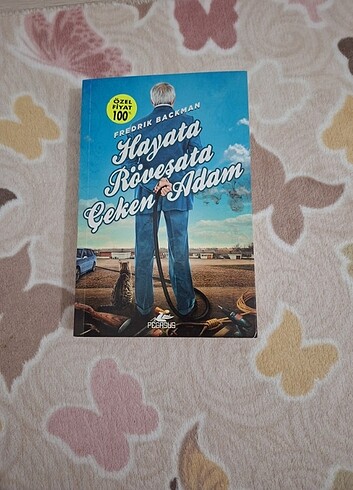 ÖZEL
FİYAT
100₺
FREDRIK BACKMAN
Hayata
Röveşata
Çeken Adam
PEGASUS